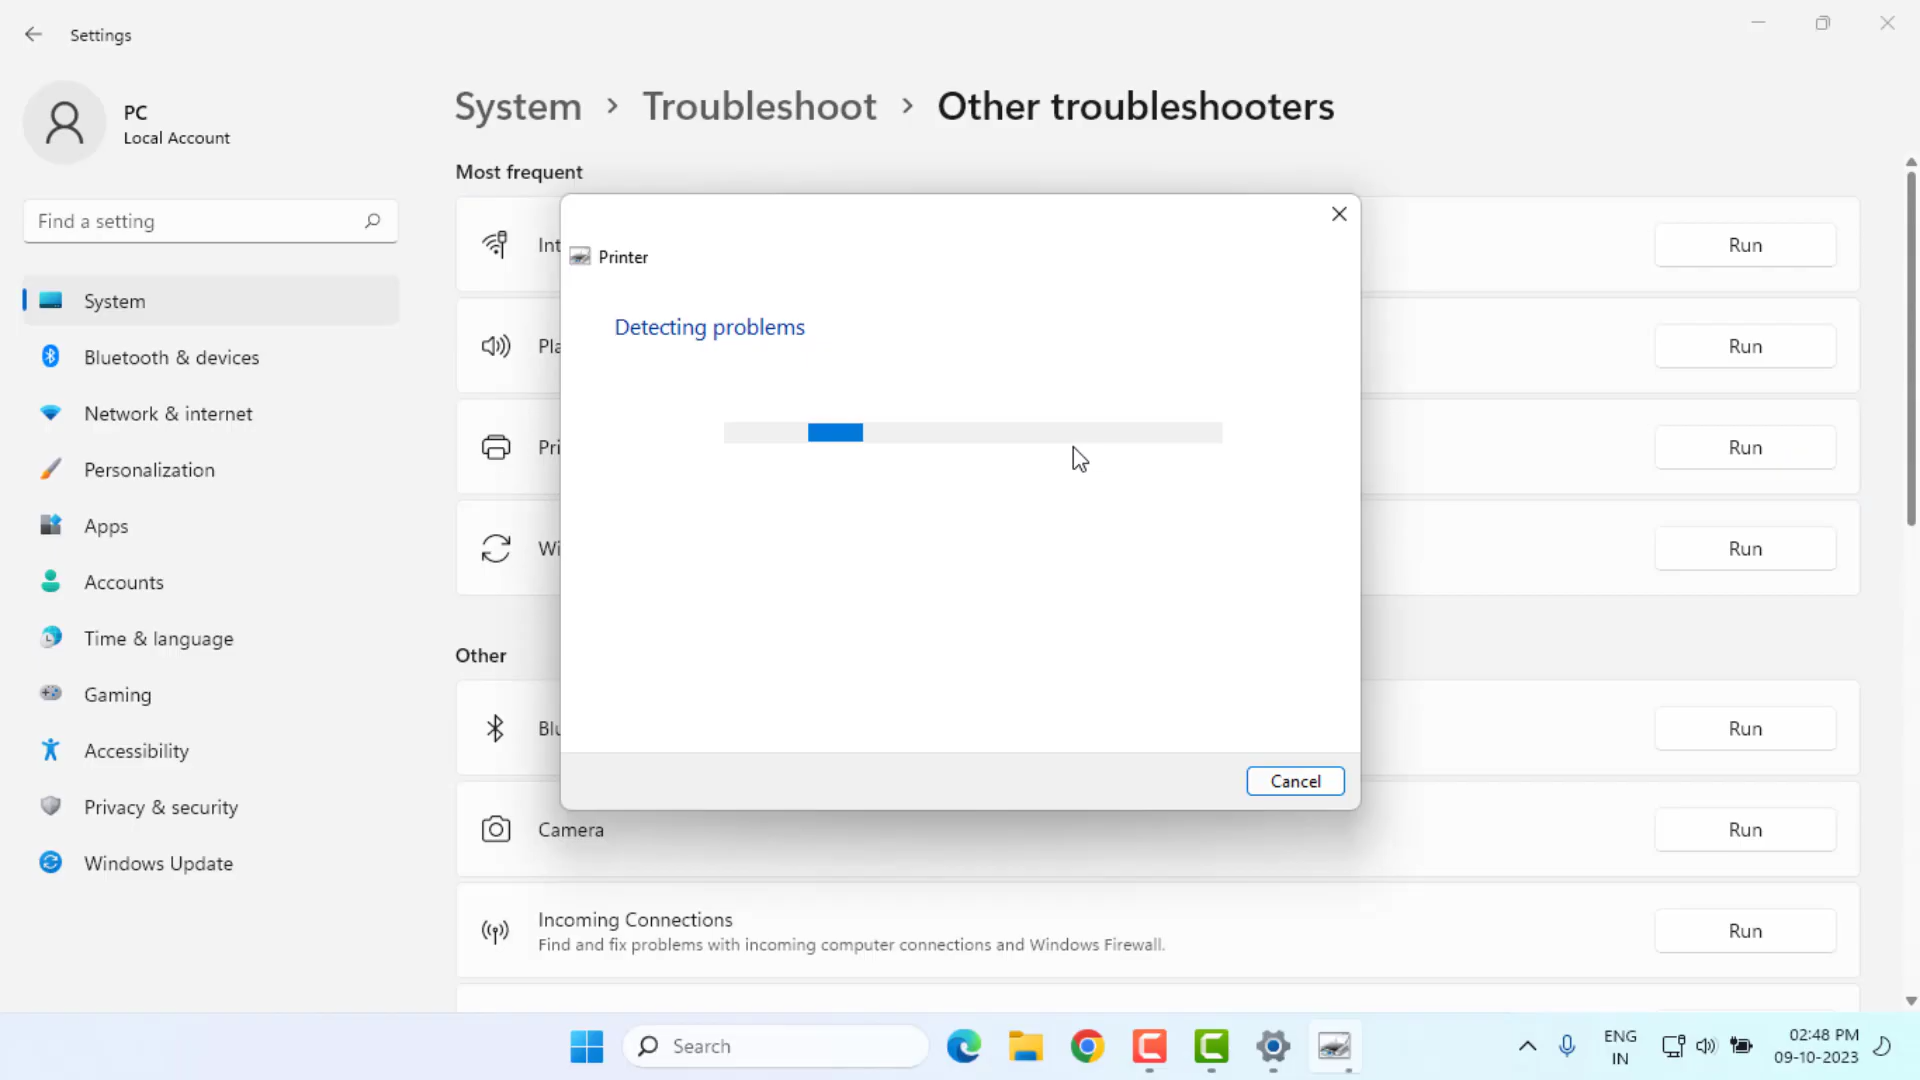 Settings
PC
Local Account
Find a setting
System
Bluetooth & devices
Network & internet
Personalization
Apps
Accounts
Time & language
Gaming
Accessibility
Privacy & security
Windows Update
System > Troubleshoot > Other troubleshooters
Most frequent
Int
Run
Pla
Run
Pri
Run
Wi
Run
Printer
Detecting problems
Cancel
Other
Blu
Run
Camera
Run
Incoming Connections
Find and fix problems with incoming computer connections and Windows Firewall.
Run
Search
ENG
IN
02:48 PM
09-10-2023